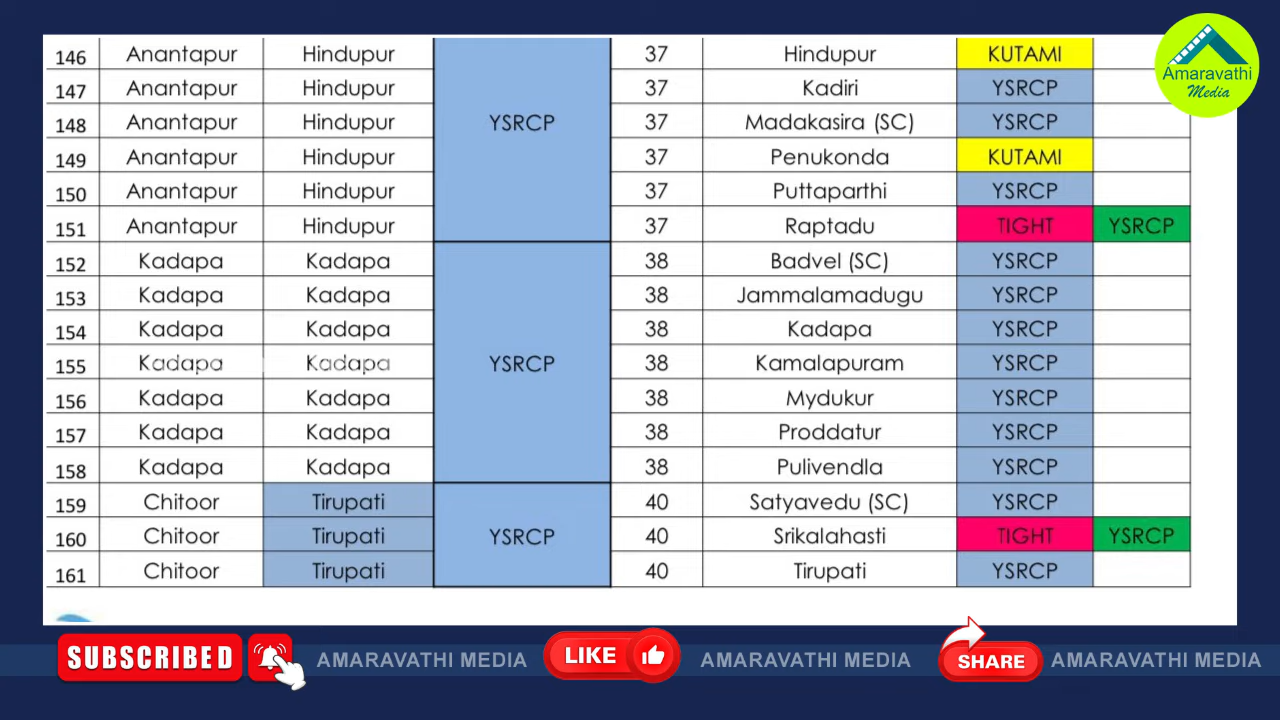 146 Anantapur Hindupur 37 Hindupur KUTAMI
147 Anantapur Hindupur 37 Kadiri YSRCP
148 Anantapur Hindupur YSRCP 37 Madakasira (SC) YSRCP
149 Anantapur Hindupur 37 Penukonda KUTAMI
150 Anantapur Hindupur 37 Puttaparthi YSRCP
151 Anantapur Hindupur 37 Raptadu TIGHT YSRCP
152 Kadapa Kadapa 38 Badvel (SC) YSRCP
153 Kadapa Kadapa 38 Jammalamadugu YSRCP
154 Kadapa Kadapa 38 Kadapa YSRCP
155 Kadapa Kadapa YSRCP 38 Kamalapuram YSRCP
156 Kadapa Kadapa 38 Mydukur YSRCP
157 Kadapa Kadapa 38 Proddatur YSRCP
158 Kadapa Kadapa 38 Pulivendla YSRCP
159 Chitoor Tirupati 40 Satyavedu (SC) YSRCP
160 Chitoor Tirupati YSRCP 40 Srikalahasti TIGHT YSRCP
161 Chitoor Tirupati 40 Tirupati YSRCP
Amaravathi
Media
SUBSCRIBED AMARAVATHI MEDIA LIKE AMARAVATHI MEDIA SHARE AMARAVATHI MEDIA